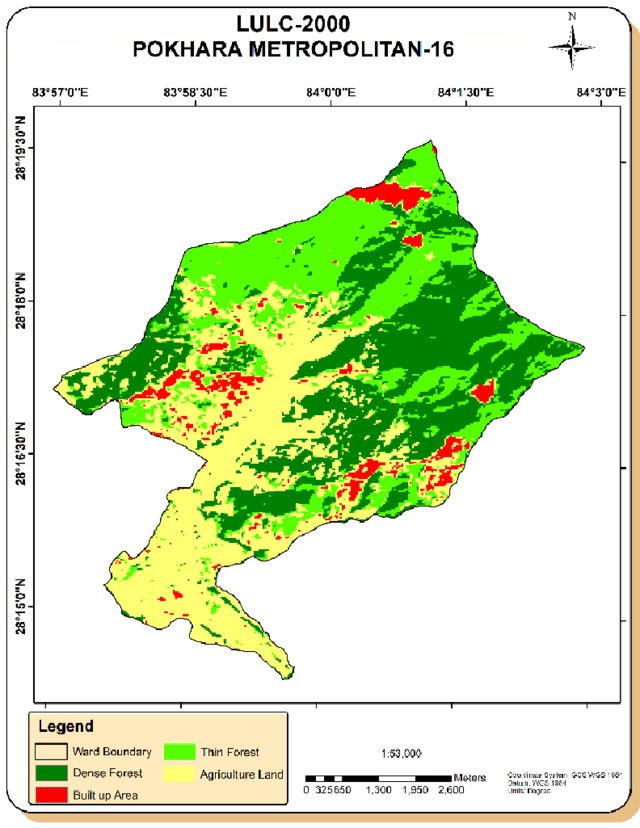 LULC-2000
POKHARA METROPOLITAN-16
N
83°57'0"E 83°58'30"E 84°0'0"E 84°1'30"E 84°3'0"E
28°19'30"N
28°18'0"N
28°16'30"N
28°15'0"N
Legend
Ward Boundary
Thin Forest
Dense Forest
Agriculture Land
Built up Area
1:53,000
Meters
0 325650 1,300 1,950 2,600
Coordinate System: GCS WGS 1984
Datum: WGS 1984
Units: Degree